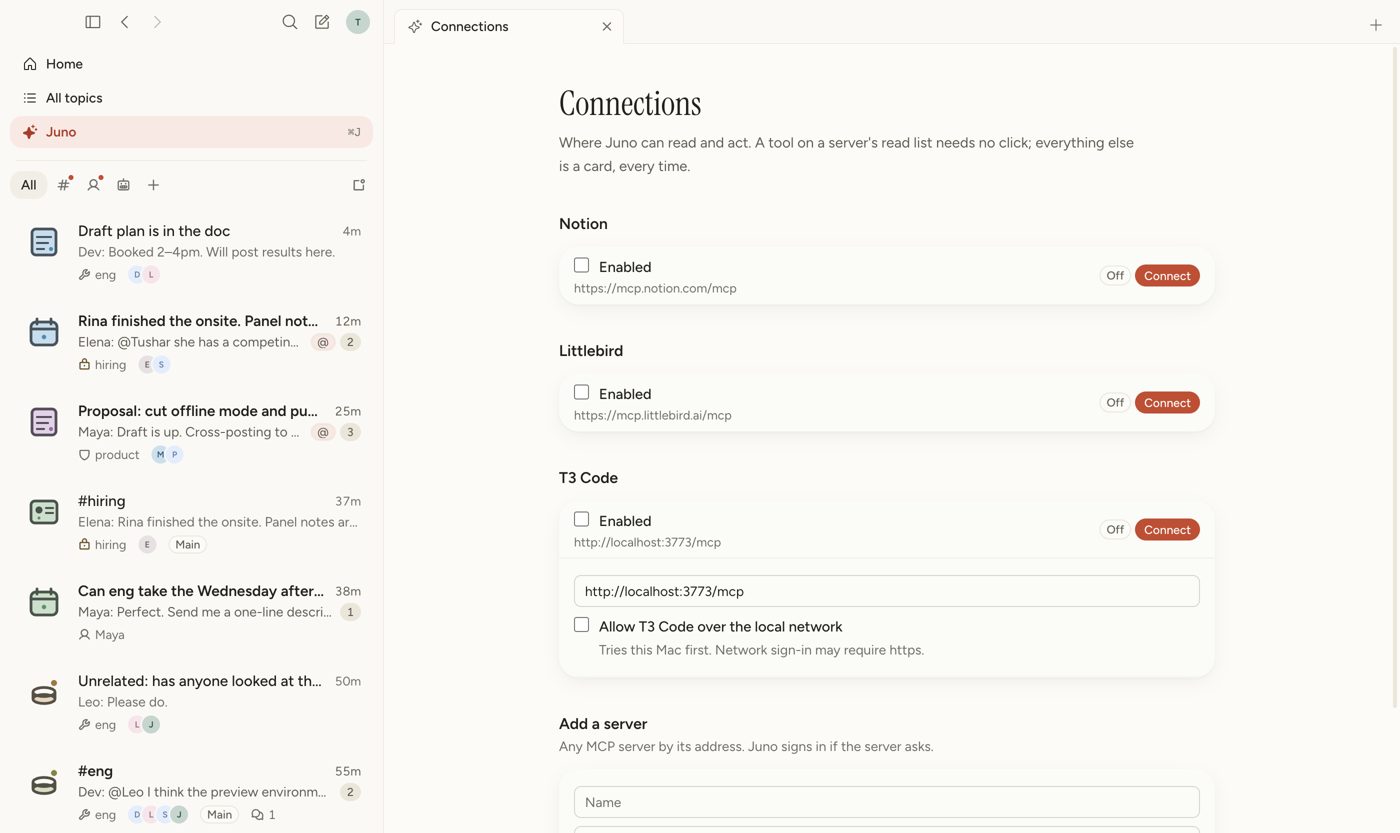 T
Connections
Home
All topics
Juno
⌘J
All
Draft plan is in the doc
4m
Dev: Booked 2–4pm. Will post results here.
eng
D
L
Rina finished the onsite. Panel not...
12m
Elena: @Tushar she has a competin...
@
2
hiring
E
S
Proposal: cut offline mode and pu...
25m
Maya: Draft is up. Cross-posting to ...
@
3
product
M
P
#hiring
37m
Elena: Rina finished the onsite. Panel notes ar...
hiring
E
Main
Can eng take the Wednesday after...
38m
Maya: Perfect. Send me a one-line descri...
1
Maya
Unrelated: has anyone looked at th...
50m
Leo: Please do.
eng
L
J
#eng
55m
Dev: @Leo I think the preview environm...
2
eng
D
L
S
J
Main
1
Connections
Where Juno can read and act. A tool on a server's read list needs no click; everything else
is a card, every time.
Notion
Enabled
https://mcp.notion.com/mcp
Off
Connect
Littlebird
Enabled
https://mcp.littlebird.ai/mcp
Off
Connect
T3 Code
Enabled
http://localhost:3773/mcp
Off
Connect
http://localhost:3773/mcp
Allow T3 Code over the local network
Tries this Mac first. Network sign-in may require https.
Add a server
Any MCP server by its address. Juno signs in if the server asks.
Name